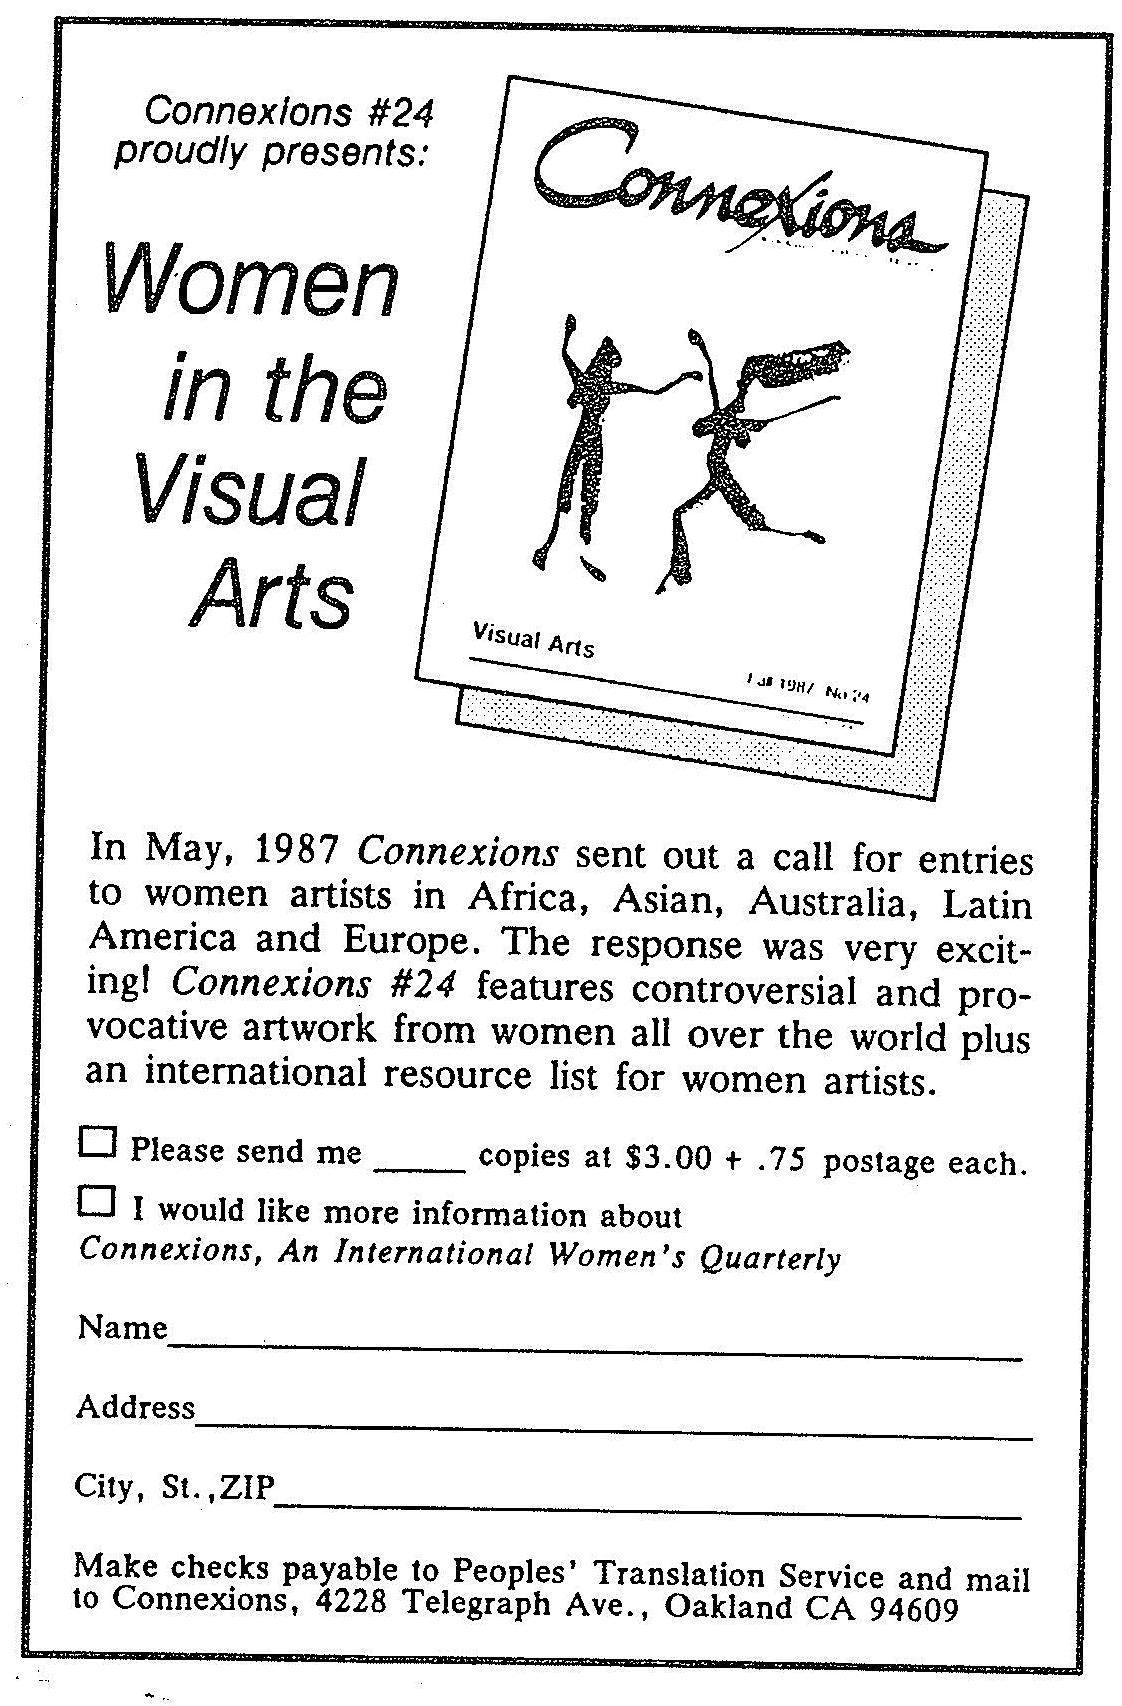 Connexions #24
proudly presents:
Women
in the
Visual
Arts
Connexions
Visual Arts
Fall 1987 No 24
In May, 1987 Connexions sent out a call for entries
to women artists in Africa, Asian, Australia, Latin
America and Europe. The response was very excit-
ing! Connexions #24 features controversial and pro-
vocative artwork from women all over the world plus
an international resource list for women artists.
☐ Please send me _____ copies at $3.00 + .75 postage each.
☐ I would like more information about
Connexions, An International Women's Quarterly
Name
Address
City, St.,ZIP
Make checks payable to Peoples' Translation Service and mail
to Connexions, 4228 Telegraph Ave., Oakland CA 94609